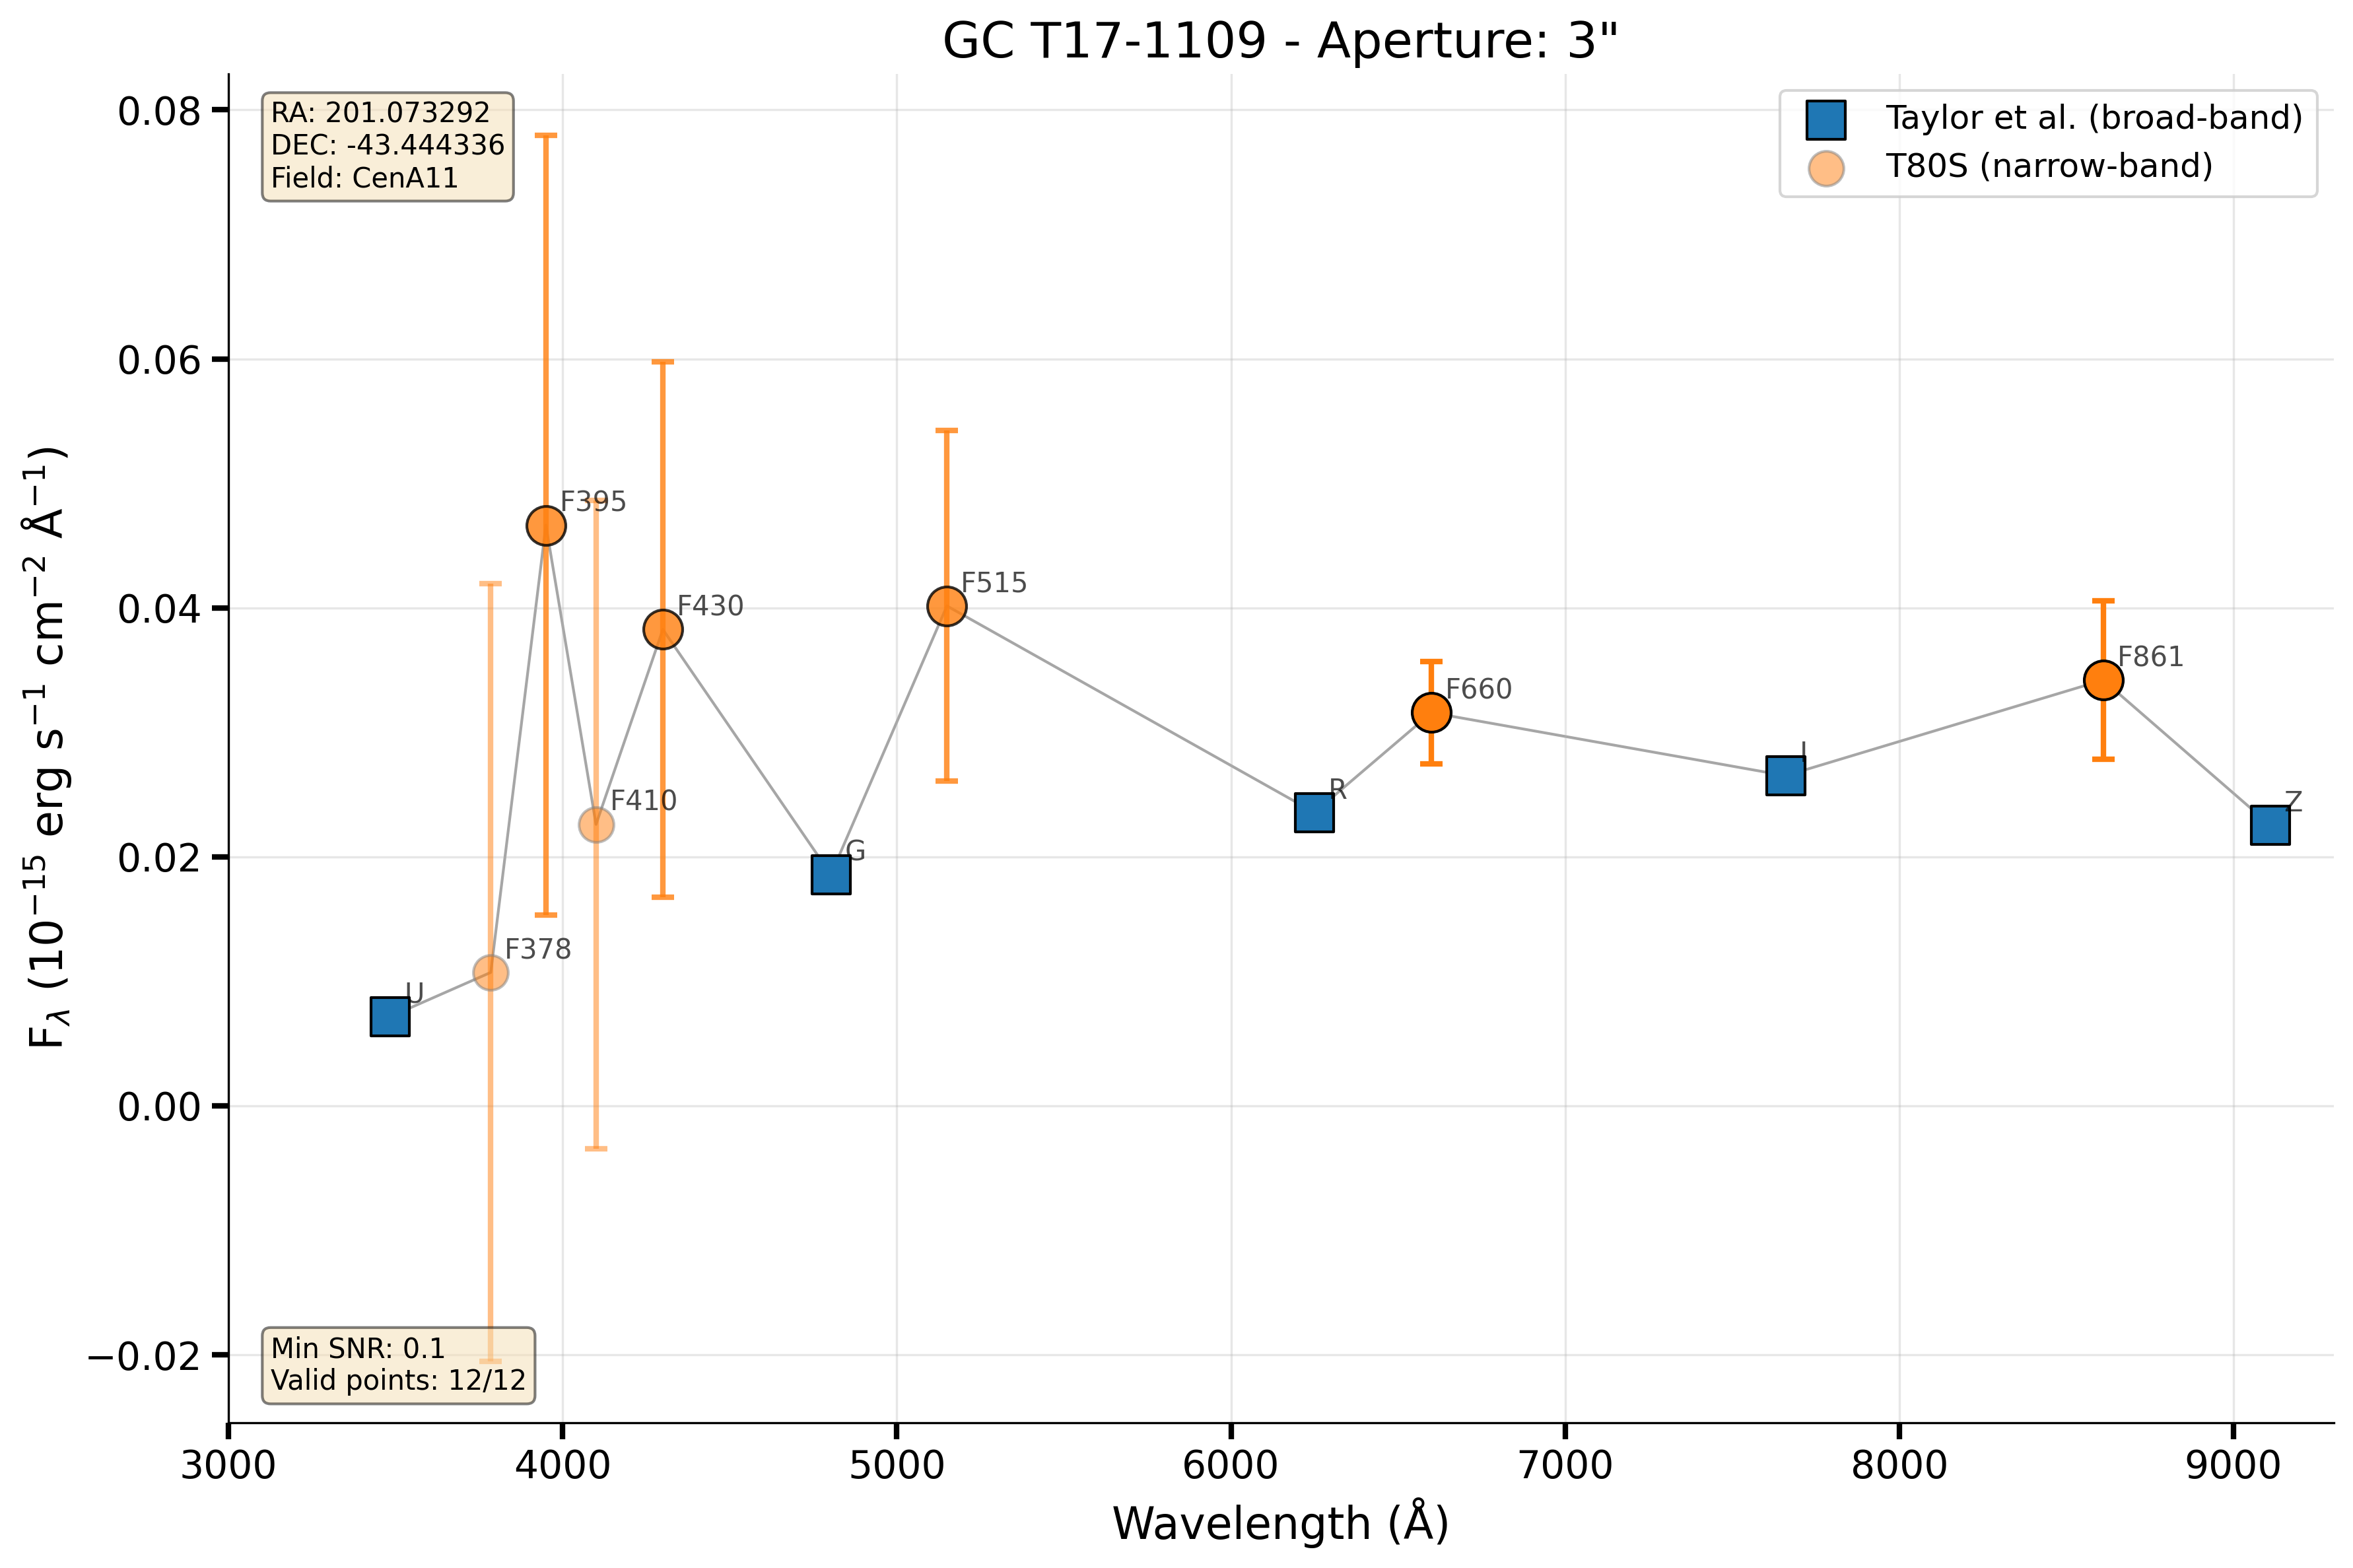 GC T17-1109 - Aperture: 3"
RA: 201.073292
DEC: -43.444336
Field: CenA11
Taylor et al. (broad-band)
T80S (narrow-band)
0.08
0.06
0.04
0.02
0.00
−0.02
F_λ (10⁻¹⁵ erg s⁻¹ cm⁻² Å⁻¹)
F395
F430
F515
F861
F660
I
R
Z
F410
G
F378
U
Min SNR: 0.1
Valid points: 12/12
3000 4000 5000 6000 7000 8000 9000
Wavelength (Å)